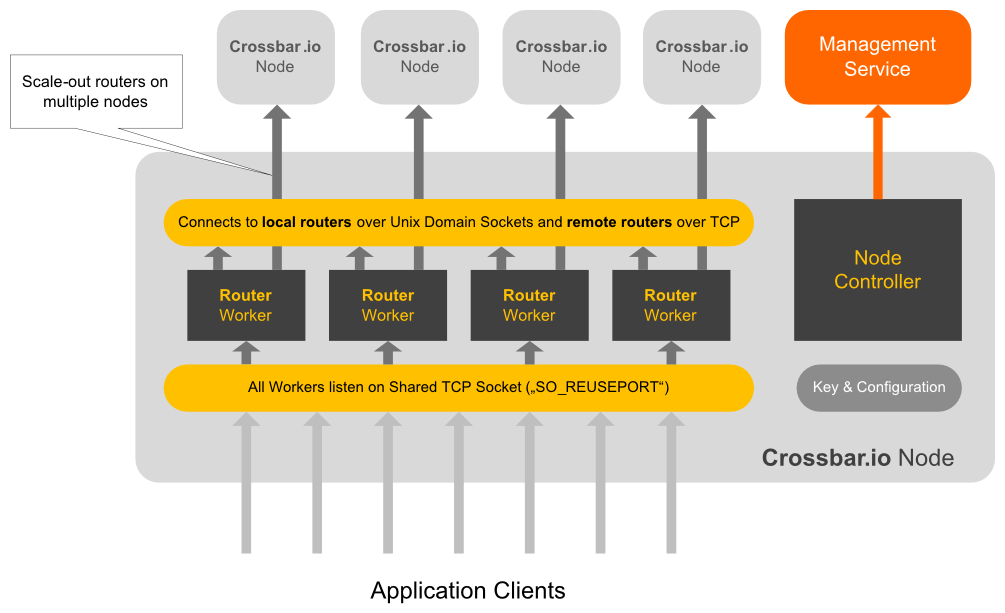 Crossbar.io
Node
Crossbar.io
Node
Crossbar.io
Node
Crossbar.io
Node
Management
Service
Scale-out routers on
multiple nodes
Connects to local routers over Unix Domain Sockets and remote routers over TCP
Router
Worker
Router
Worker
Router
Worker
Router
Worker
Node
Controller
All Workers listen on Shared TCP Socket („SO_REUSEPORT“)
Key & Configuration
Crossbar.io Node
Application Clients